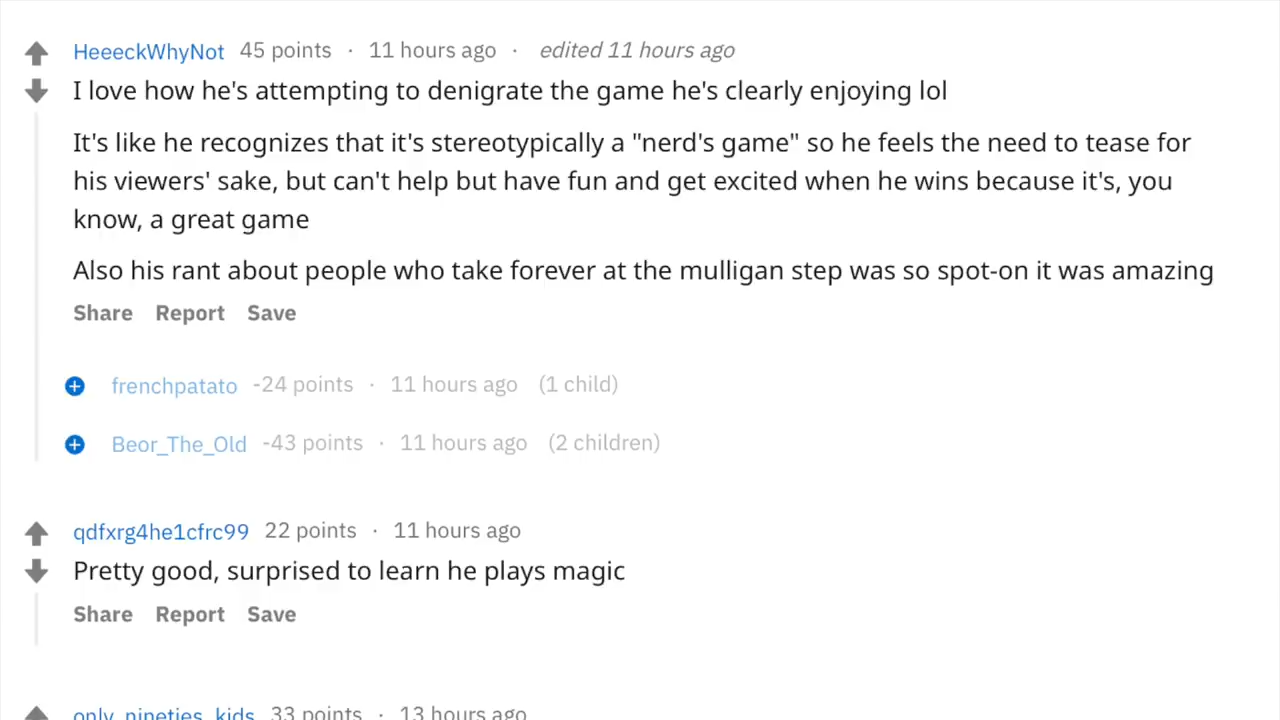 HeeeckWhyNot 45 points · 11 hours ago · edited 11 hours ago
I love how he's attempting to denigrate the game he's clearly enjoying lol
It's like he recognizes that it's stereotypically a "nerd's game" so he feels the need to tease for
his viewers' sake, but can't help but have fun and get excited when he wins because it's, you
know, a great game
Also his rant about people who take forever at the mulligan step was so spot-on it was amazing
Share Report Save
frenchpatato -24 points · 11 hours ago (1 child)
Beor_The_Old -43 points · 11 hours ago (2 children)
qdfxrg4he1cfrc99 22 points · 11 hours ago
Pretty good, surprised to learn he plays magic
Share Report Save
only_nineties_kids 33 points · 13 hours ago